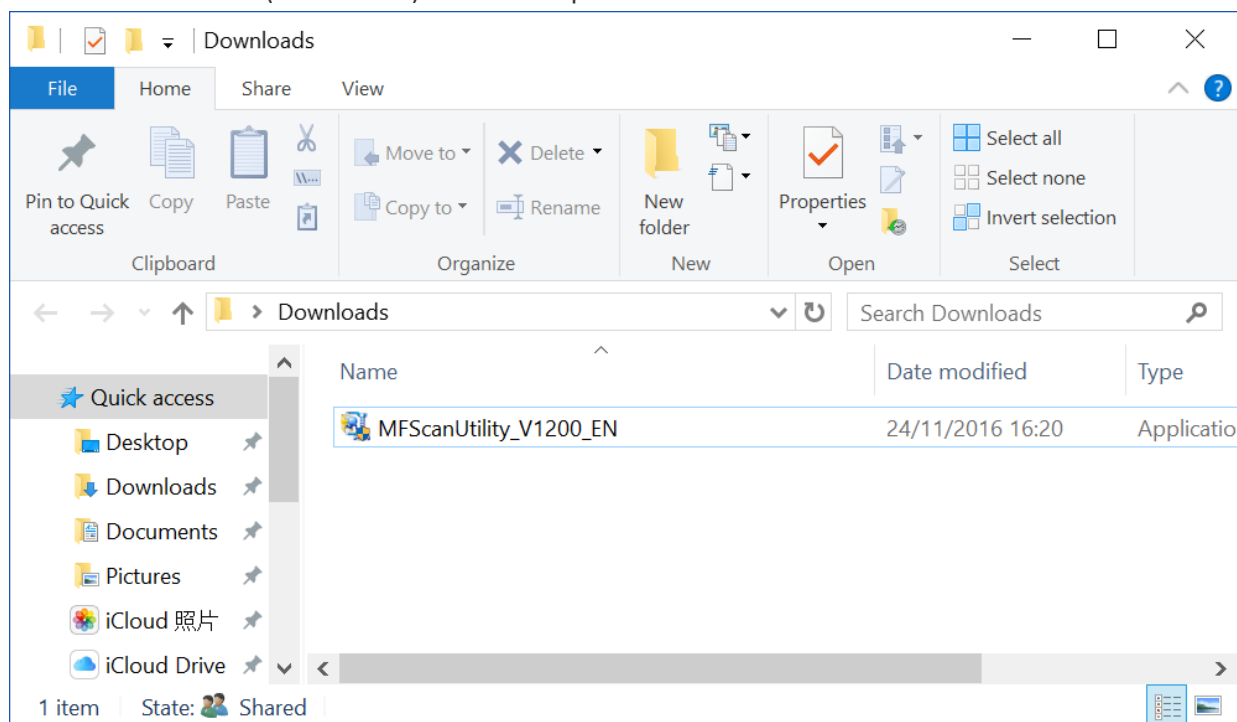 Downloads
File Home Share View
Pin to Quick access
Copy
Paste
Clipboard
Move to
Copy to
Delete
Rename
Organize
New folder
New
Properties
Open
Select all
Select none
Invert selection
Select
Downloads
Search Downloads
Name Date modified Type
Quick access
Desktop
Downloads
Documents
Pictures
iCloud 照片
iCloud Drive
MFScanUtility_V1200_EN 24/11/2016 16:20 Applicatio
1 item State: Shared